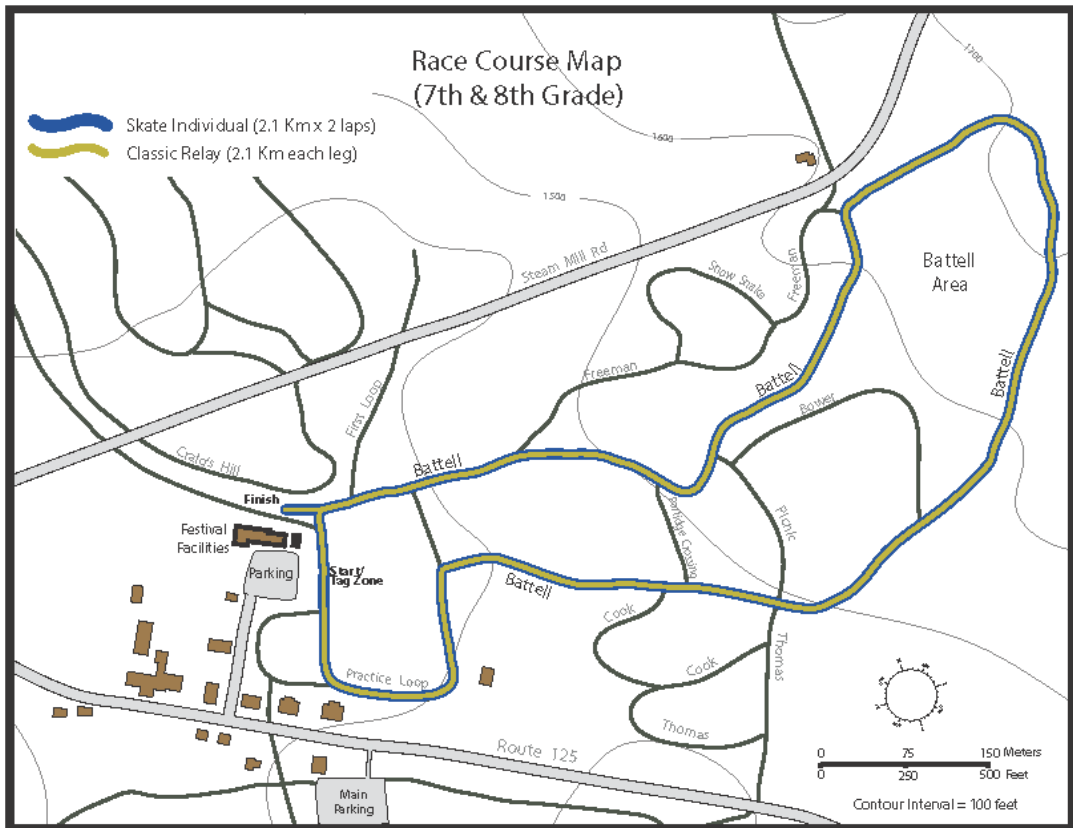 Race Course Map
(7th & 8th Grade)
1700
Skate Individual (2.1 Km x 2 laps)
Classic Relay (2.1 Km each leg)
1600
1500
Steam Mill Rd
Snow Snake
Freeman
Battell
Area
Freeman
Battell
Battell
Bower
First Loop
Crato's Hill
Battell
Finish
Picnic
Partridge Crossing
Festival
Facilities
Parking
Start/
Tag Zone
Battell
Cook
Cook
Thomas
Practice Loop
Thomas
Route 125
Main
Parking
0 75 150 Meters
0 250 500 Feet
Contour Interval = 100 feet